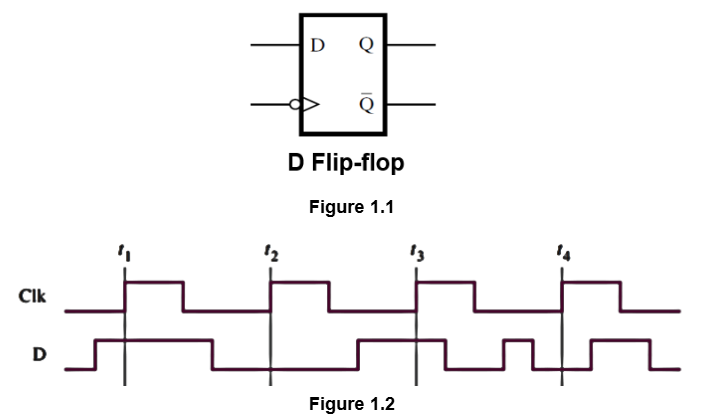 D Q
Q̅
D Flip-flop
Figure 1.1
t1 t2 t3 t4
Clk
D
Figure 1.2